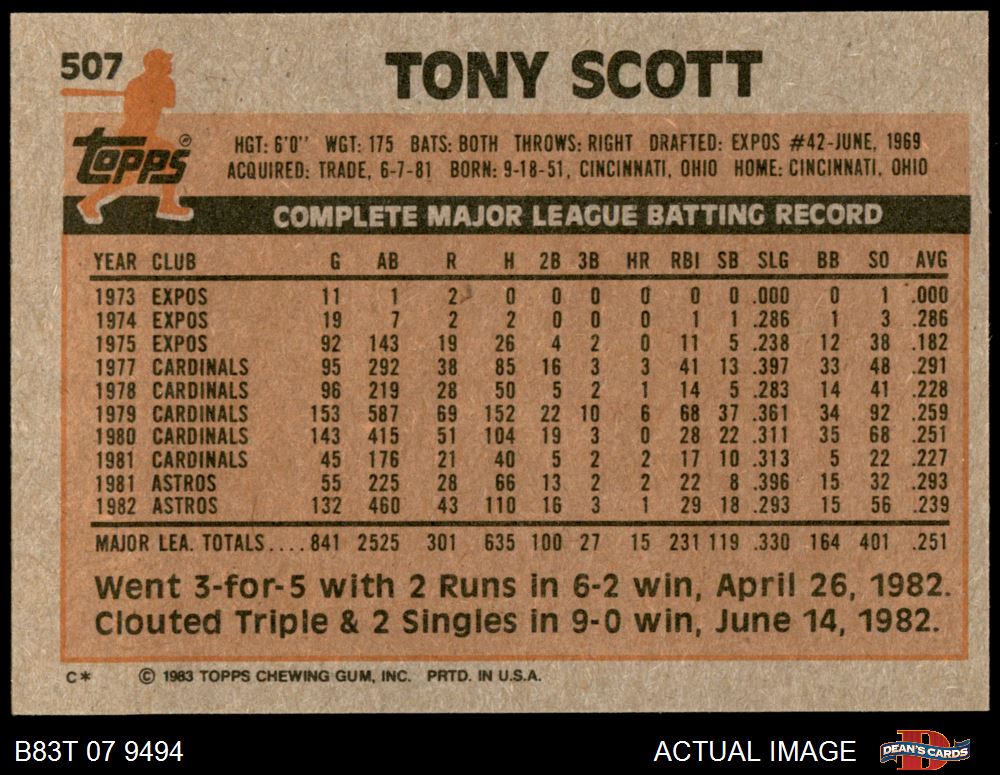 507
TONY SCOTT
Topps®
HGT: 6'0'' WGT: 175 BATS: BOTH THROWS: RIGHT DRAFTED: EXPOS #42-JUNE, 1969
ACQUIRED: TRADE, 6-7-81 BORN: 9-18-51, CINCINNATI, OHIO HOME: CINCINNATI, OHIO
COMPLETE MAJOR LEAGUE BATTING RECORD
YEAR CLUB G AB R H 2B 3B HR RBI SB SLG BB SO AVG
1973 EXPOS 11 1 2 0 0 0 0 0 0 .000 0 1 .000
1974 EXPOS 19 7 2 2 0 0 0 1 1 .286 1 3 .286
1975 EXPOS 92 143 19 26 4 2 0 11 5 .238 12 38 .182
1977 CARDINALS 95 292 38 85 16 3 3 41 13 .397 33 48 .291
1978 CARDINALS 96 219 28 50 5 2 1 14 5 .283 14 41 .228
1979 CARDINALS 153 587 69 152 22 10 6 68 37 .361 34 92 .259
1980 CARDINALS 143 415 51 104 19 3 0 28 22 .311 35 68 .251
1981 CARDINALS 45 176 21 40 5 2 2 17 10 .313 5 22 .227
1981 ASTROS 55 225 28 66 13 2 2 22 8 .396 15 32 .293
1982 ASTROS 132 460 43 110 16 3 1 29 18 .293 15 56 .239
MAJOR LEA. TOTALS....841 2525 301 635 100 27 15 231 119 .330 164 401 .251
Went 3-for-5 with 2 Runs in 6-2 win, April 26, 1982.
Clouted Triple & 2 Singles in 9-0 win, June 14, 1982.
C* © 1983 TOPPS CHEWING GUM, INC. PRTD. IN U.S.A.
B83T 07 9494 ACTUAL IMAGE DEAN'S CARDS